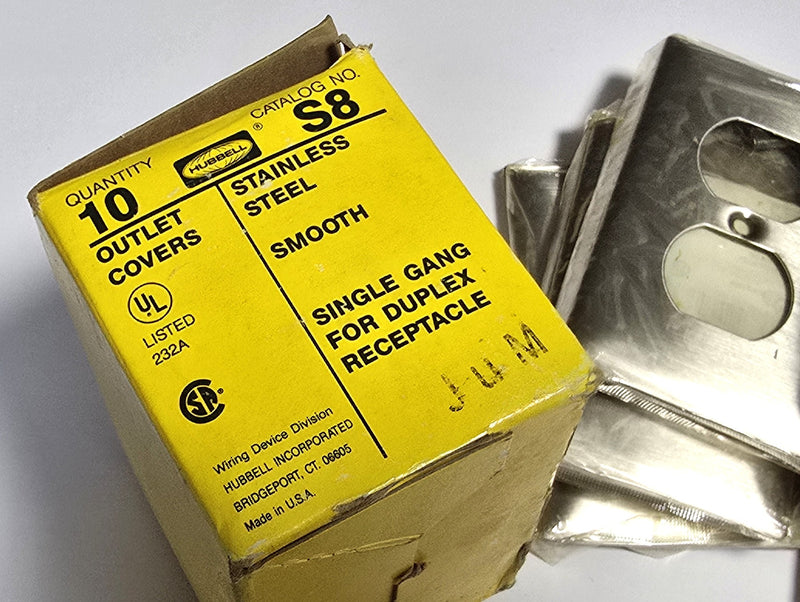 QUANTITY
10
OUTLET
COVERS
UL
LISTED
232A
SA
HUBBELL
®
CATALOG NO.
S8
STAINLESS
STEEL
SMOOTH
SINGLE GANG
FOR DUPLEX
RECEPTACLE
JUM
Wiring Device Division
HUBBELL INCORPORATED
BRIDGEPORT, CT. 06605
Made in U.S.A.